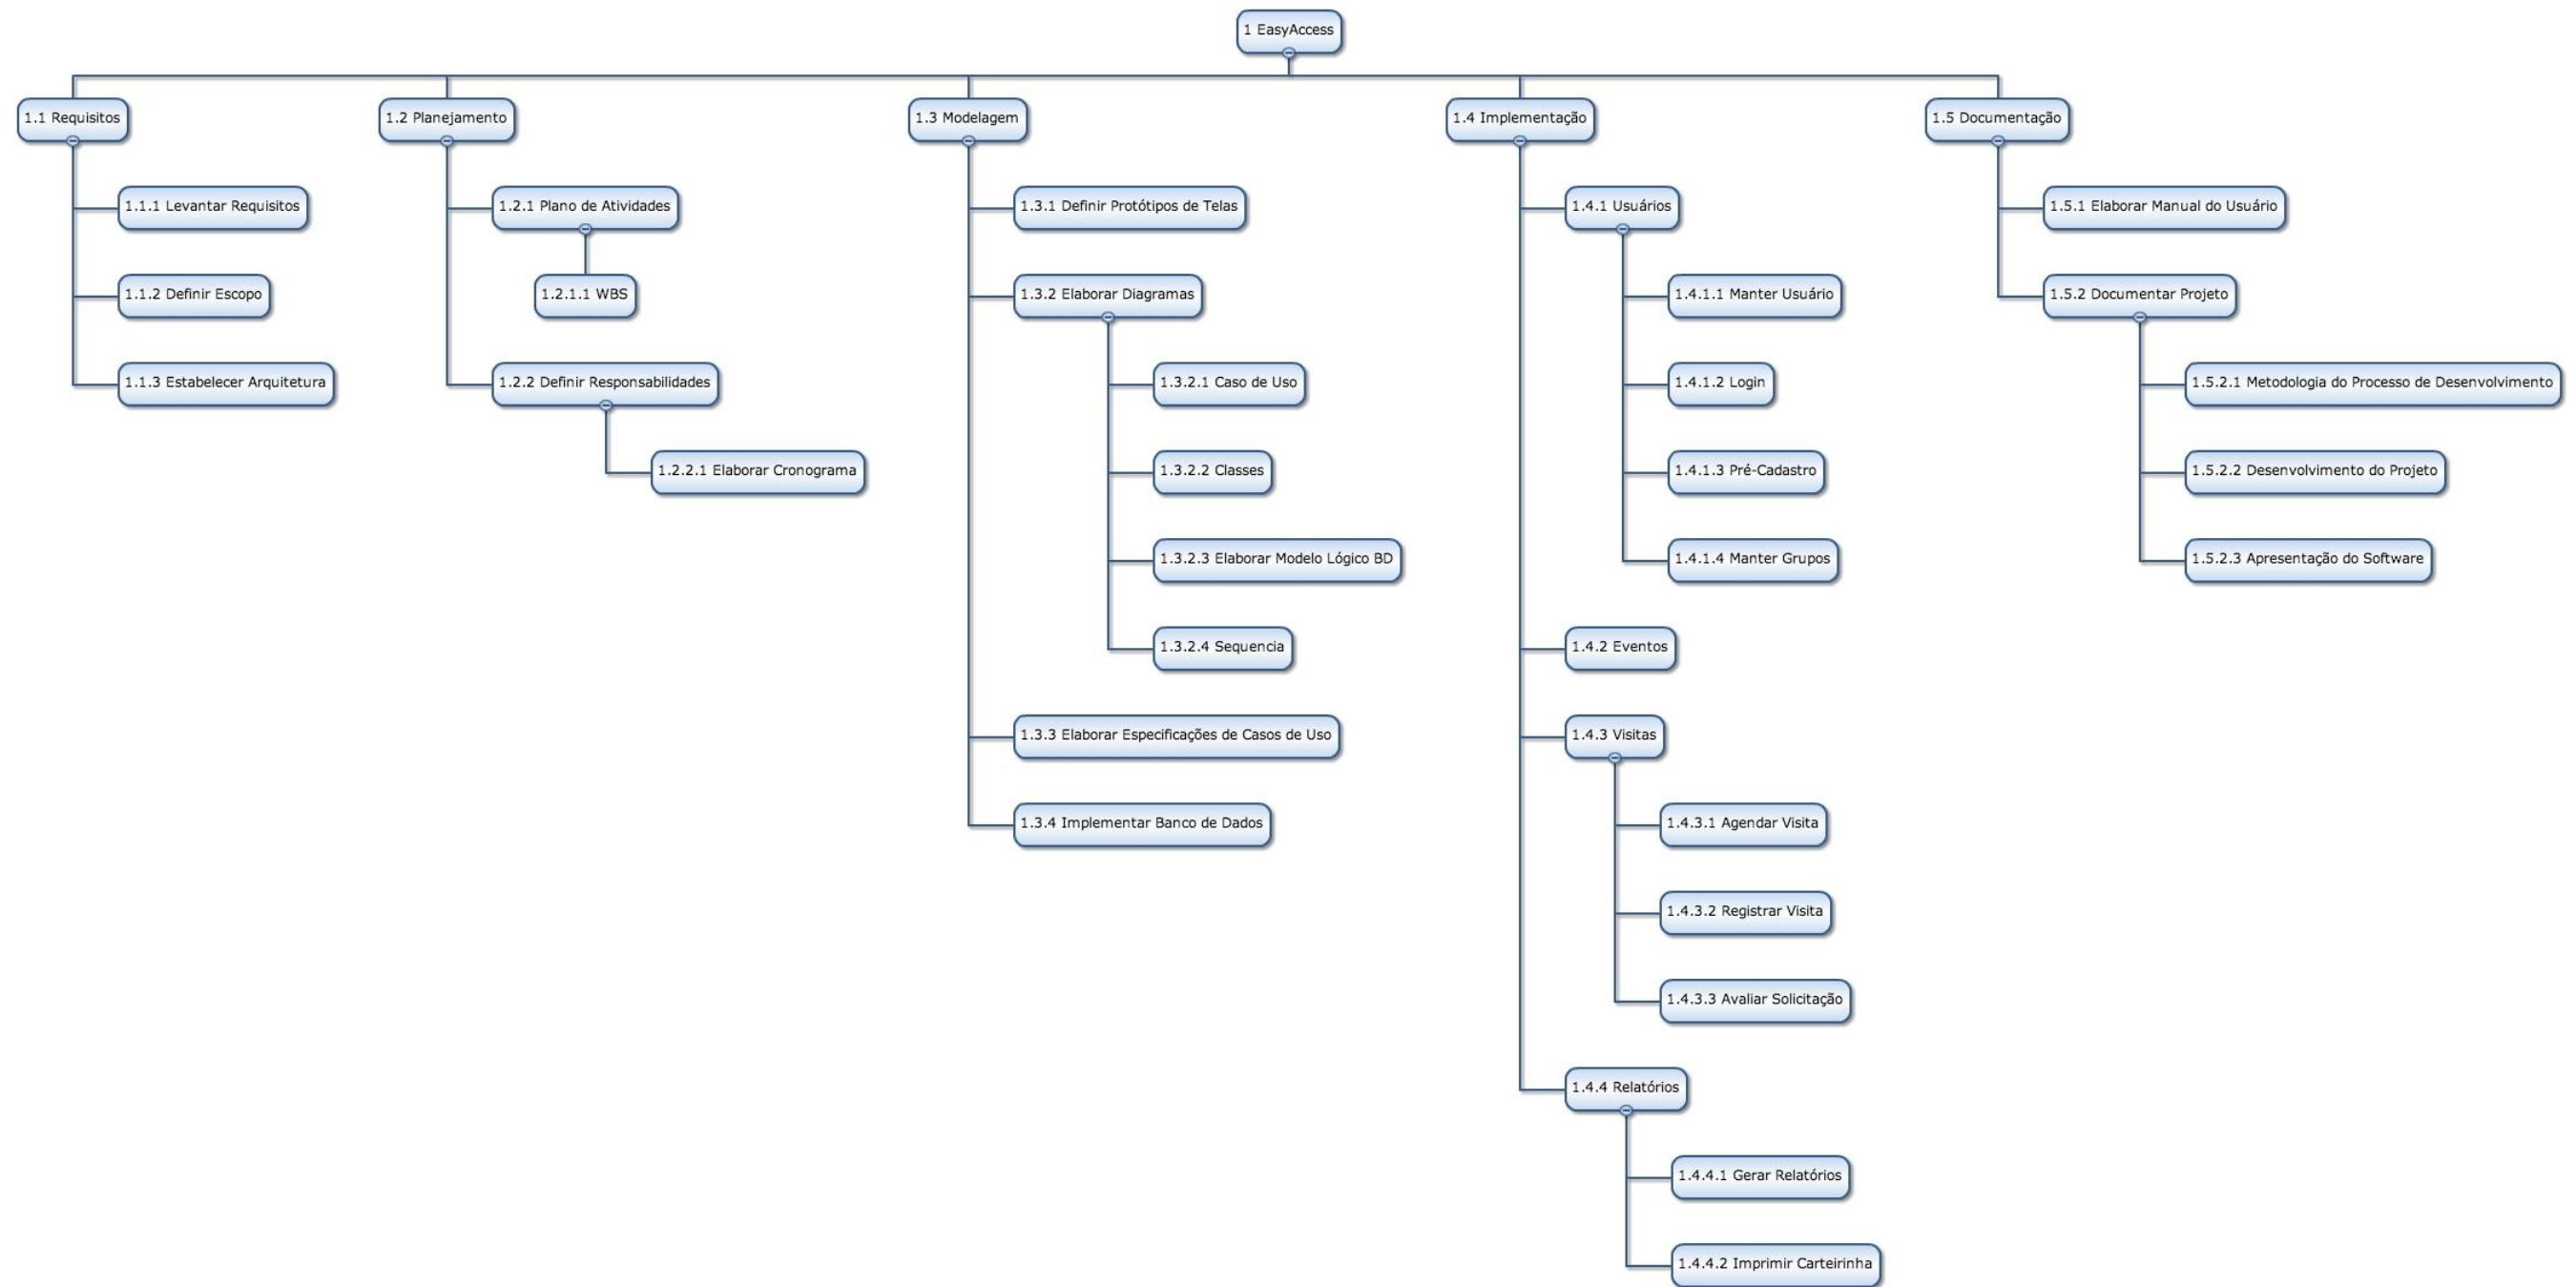 1 EasyAccess
1.1 Requisitos
1.1.1 Levantar Requisitos
1.1.2 Definir Escopo
1.1.3 Estabelecer Arquitetura
1.2 Planejamento
1.2.1 Plano de Atividades
1.2.1.1 WBS
1.2.2 Definir Responsabilidades
1.2.2.1 Elaborar Cronograma
1.3 Modelagem
1.3.1 Definir Protótipos de Telas
1.3.2 Elaborar Diagramas
1.3.2.1 Caso de Uso
1.3.2.2 Classes
1.3.2.3 Elaborar Modelo Lógico BD
1.3.2.4 Sequencia
1.3.3 Elaborar Especificações de Casos de Uso
1.3.4 Implementar Banco de Dados
1.4 Implementação
1.4.1 Usuários
1.4.1.1 Manter Usuário
1.4.1.2 Login
1.4.1.3 Pré-Cadastro
1.4.1.4 Manter Grupos
1.4.2 Eventos
1.4.3 Visitas
1.4.3.1 Agendar Visita
1.4.3.2 Registrar Visita
1.4.3.3 Avaliar Solicitação
1.4.4 Relatórios
1.4.4.1 Gerar Relatórios
1.4.4.2 Imprimir Carteirinha
1.5 Documentação
1.5.1 Elaborar Manual do Usuário
1.5.2 Documentar Projeto
1.5.2.1 Metodologia do Processo de Desenvolvimento
1.5.2.2 Desenvolvimento do Projeto
1.5.2.3 Apresentação do Software